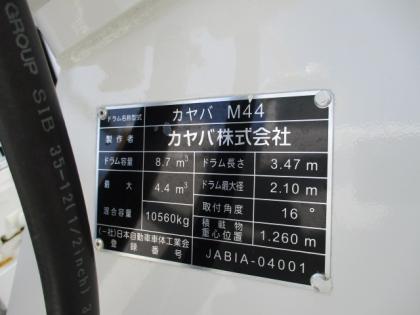 GROUP SIB 35-12(1/2inch)
ドラム名称型式 カヤバ M44
製作者 カヤバ株式会社
ドラム容量 8.7 m³ ドラム長さ 3.47 m
最大 4.4 m³ ドラム最大径 2.10 m
混合容量 10560kg 取付角度 16 °
積載物重心位置 1.260 m
(一社)日本自動車車体工業会
登録番号 JABIA-04001